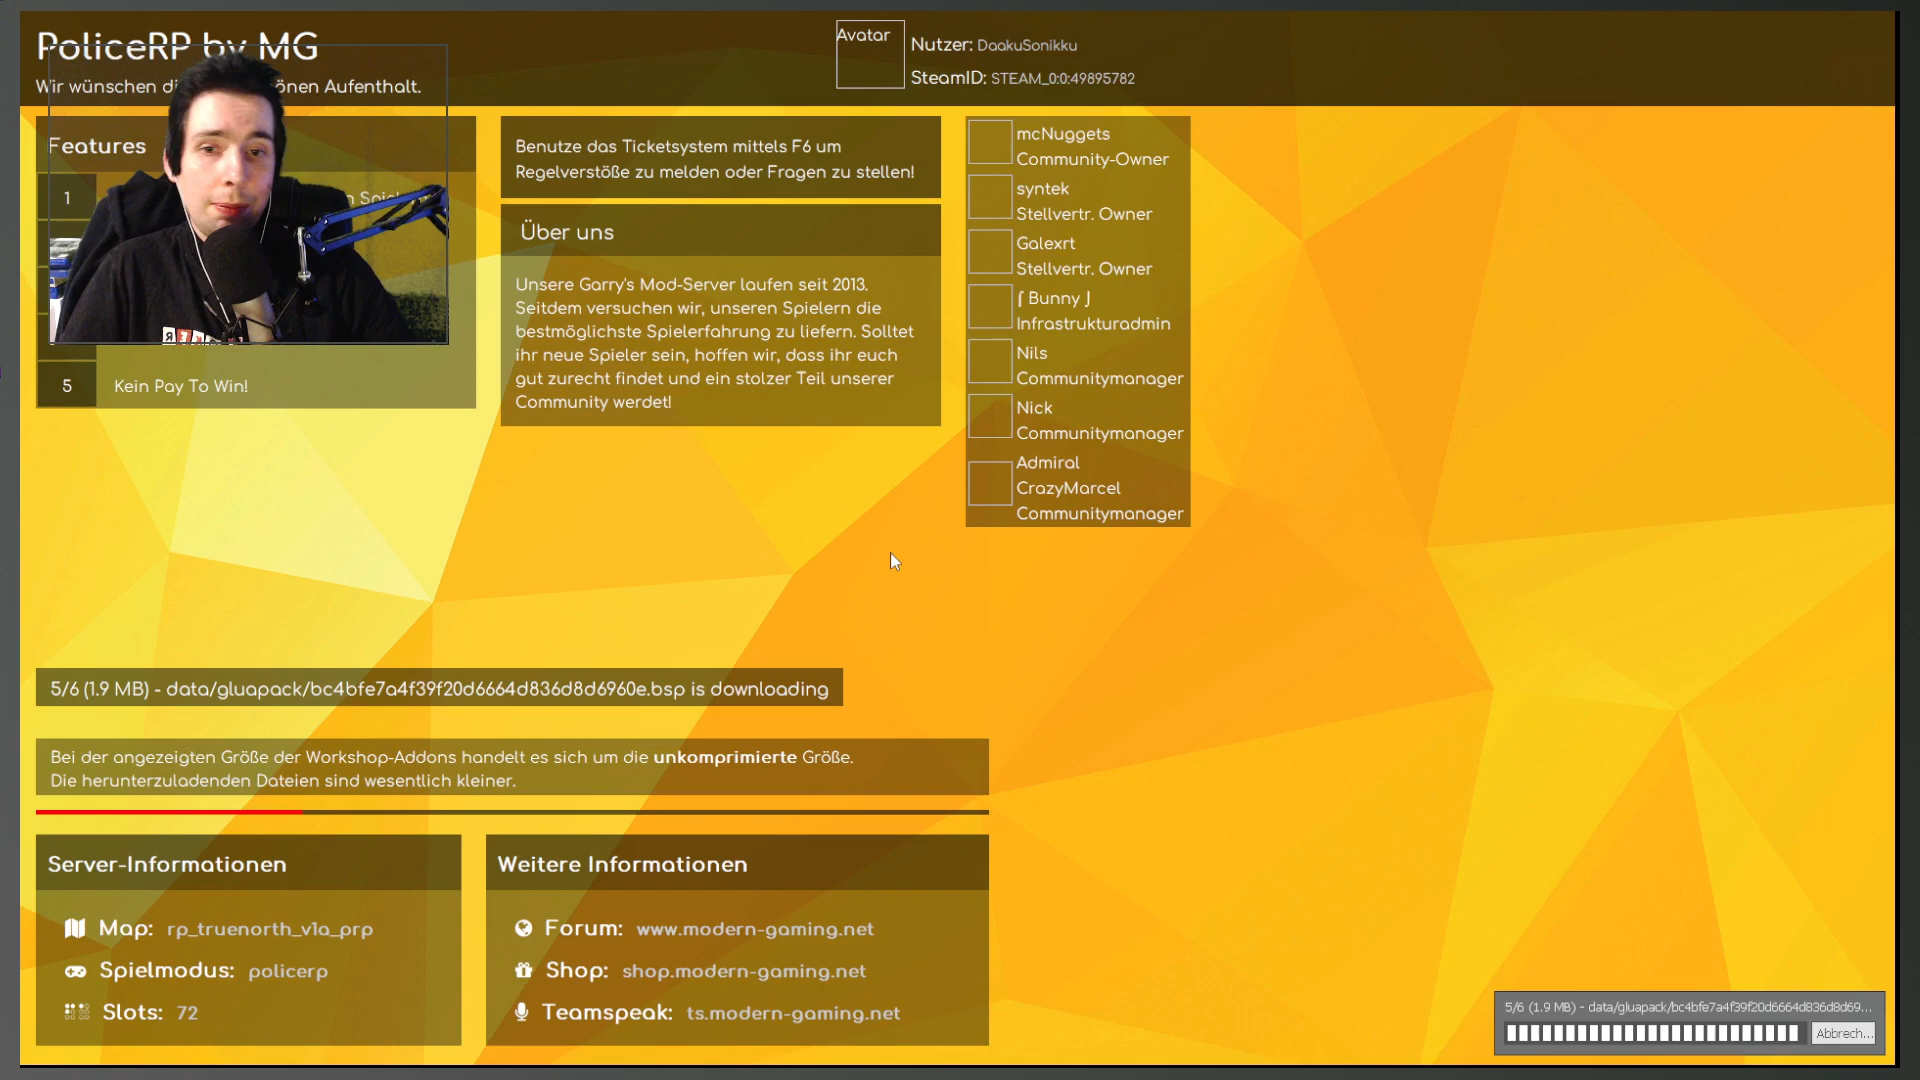 PoliceRP by MG
Wir wünschen di önen Aufenthalt.
Avatar
Nutzer: DaakuSonikku
SteamID: STEAM_0:0:49895782
Features
1
5 Kein Pay To Win!
Benutze das Ticketsystem mittels F6 um
Regelverstöße zu melden oder Fragen zu stellen!
Über uns
Unsere Garry's Mod-Server laufen seit 2013.
Seitdem versuchen wir, unseren Spielern die
bestmöglichste Spielerfahrung zu liefern. Solltet
ihr neue Spieler sein, hoffen wir, dass ihr euch
gut zurecht findet und ein stolzer Teil unserer
Community werdet!
mcNuggets
Community-Owner
syntek
Stellvertr. Owner
Galexrt
Stellvertr. Owner
⌠ Bunny ⌡
Infrastrukturadmin
Nils
Communitymanager
Nick
Communitymanager
Admiral
CrazyMarcel
Communitymanager
5/6 (1.9 MB) - data/gluapack/bc4bfe7a4f39f20d6664d836d8d6960e.bsp is downloading
Bei der angezeigten Größe der Workshop-Addons handelt es sich um die unkomprimierte Größe.
Die herunterzuladenden Dateien sind wesentlich kleiner.
Server-Informationen
Map: rp_truenorth_v1a_prp
Spielmodus: policerp
Slots: 72
Weitere Informationen
Forum: www.modern-gaming.net
Shop: shop.modern-gaming.net
Teamspeak: ts.modern-gaming.net
5/6 (1.9 MB) - data/gluapack/bc4bfe7a4f39f20d6664d836d8d69...
Abbrech...